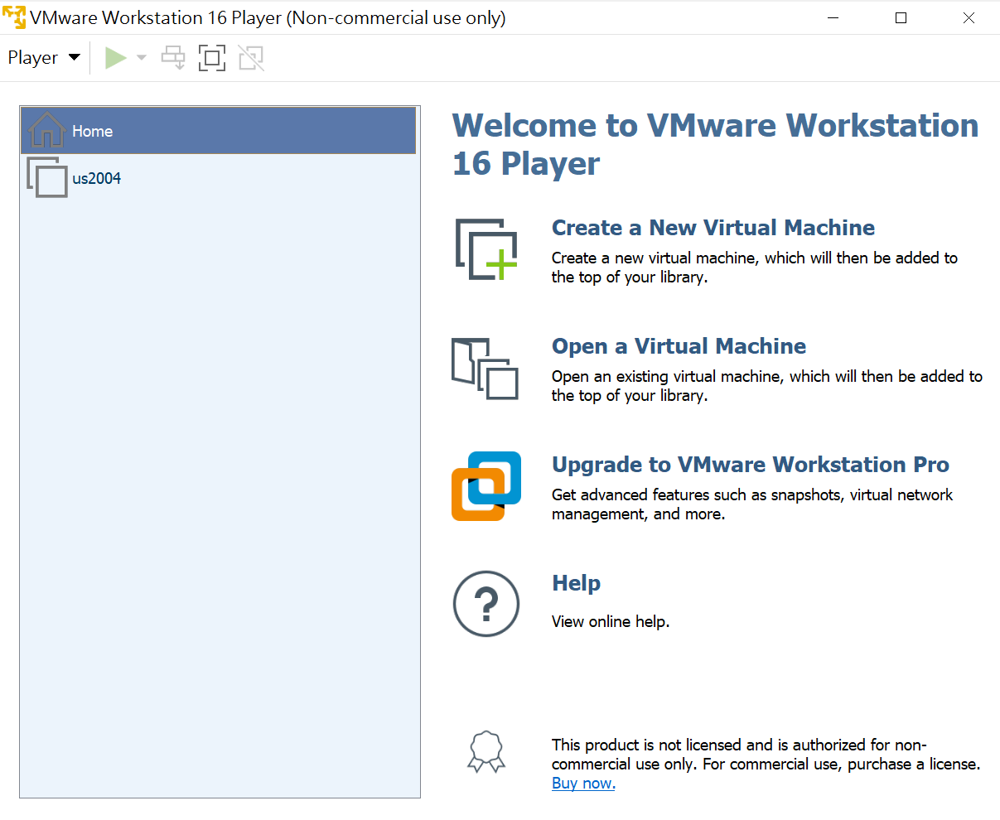 VMware Workstation 16 Player (Non-commercial use only)
Player
Home
us2004
Welcome to VMware Workstation
16 Player
Create a New Virtual Machine
Create a new virtual machine, which will then be added to
the top of your library.
Open a Virtual Machine
Open an existing virtual machine, which will then be added to
the top of your library.
Upgrade to VMware Workstation Pro
Get advanced features such as snapshots, virtual network
management, and more.
?
Help
View online help.
This product is not licensed and is authorized for non-
commercial use only. For commercial use, purchase a license.
Buy now.